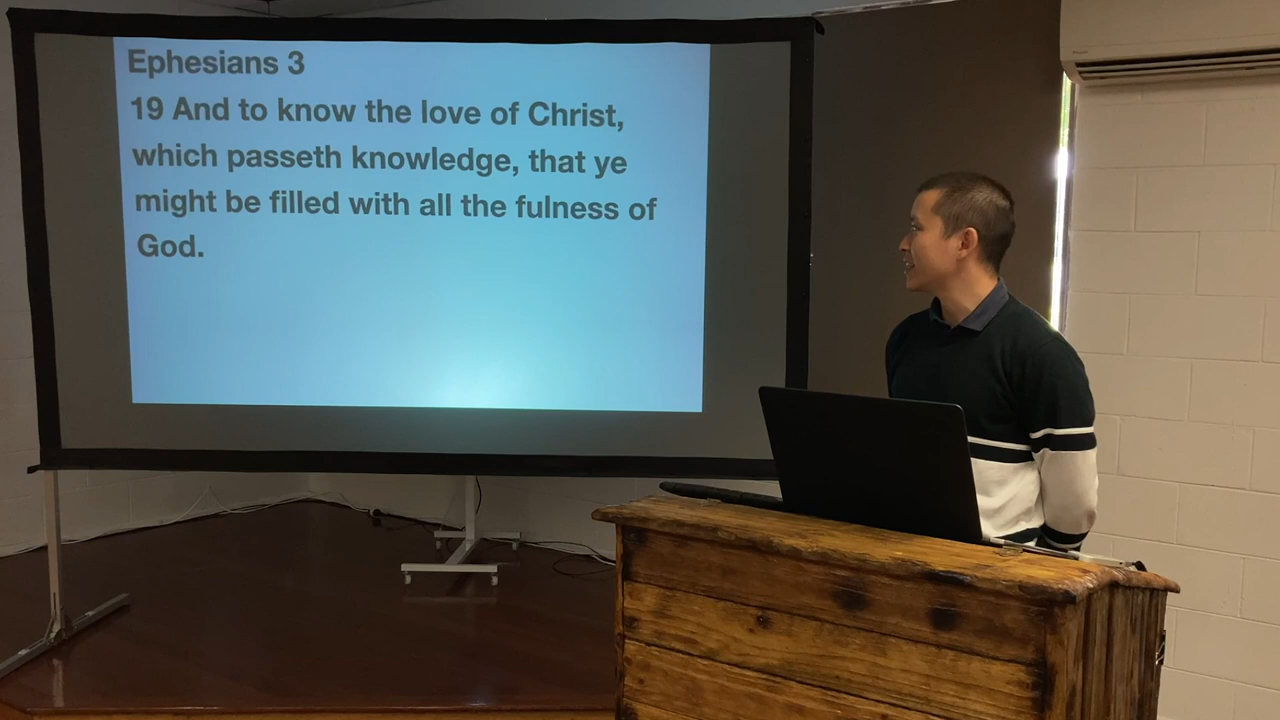 Ephesians 3
19 And to know the love of Christ,
which passeth knowledge, that ye
might be filled with all the fulness of
God.